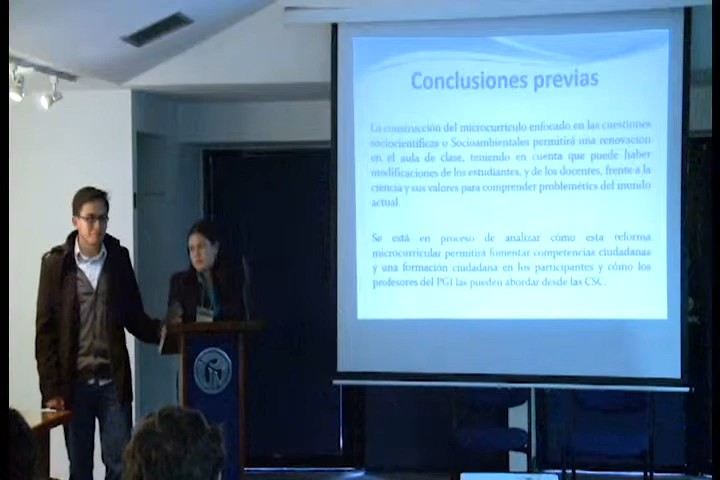 Conclusiones previas
La construcción del microcurrículo enfocado en las cuestiones
sociocientíficas o Socioambientales permitirá una renovación
en el aula de clase, teniendo en cuenta que puede haber
modificaciones de los estudiantes, y de los docentes, frente a la
ciencia y sus valores para comprender problemétics del mundo
actual.
Se está en proceso de analizar cómo esta reforma
microcurricular permitirá fomentar competencias ciudadanas
y una formación ciudadana en los participantes y cómo los
profesores del PGI las pueden abordar desde las CSC.